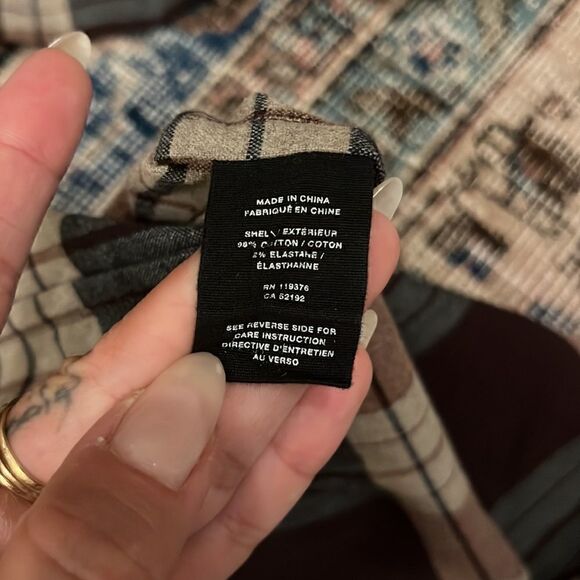 MADE IN CHINA
FABRIQUÉ EN CHINE
SHELL / EXTÉRIEUR
98% COTTON / COTON
2% ELASTANE /
ÉLASTHANNE
RN 119376
CA 52192
SEE REVERSE SIDE FOR
CARE INSTRUCTION
DIRECTIVE D'ENTRETIEN
AU VERSO